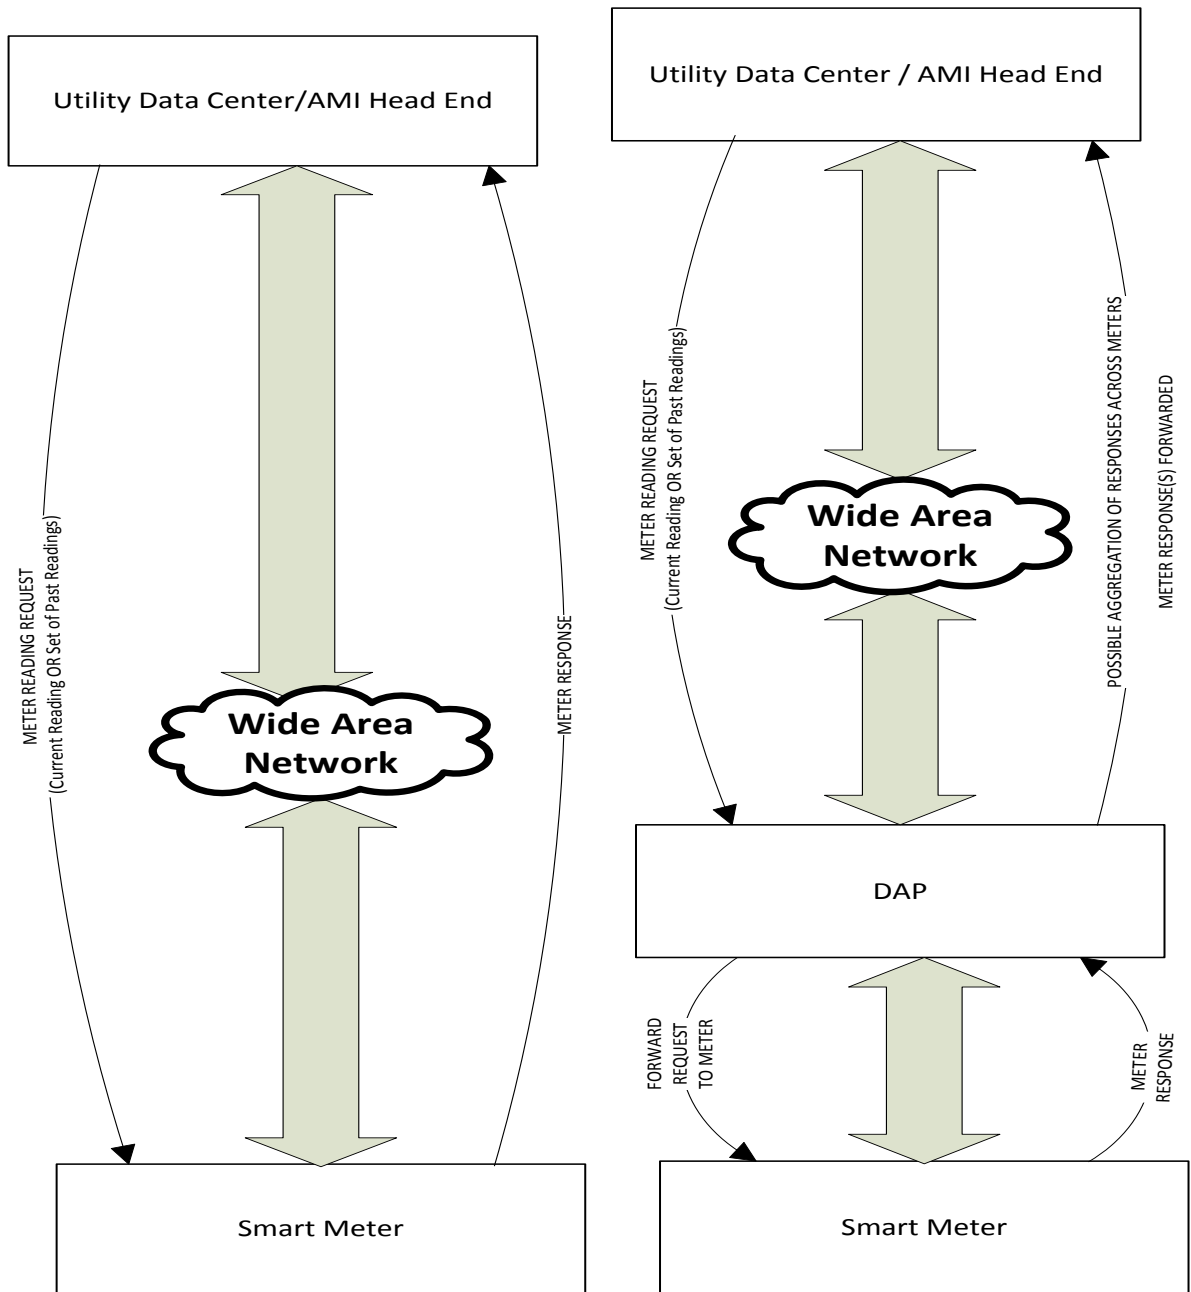 Utility Data Center/AMI Head End
METER READING REQUEST
(Current Reading OR Set of Past Readings)
METER RESPONSE
Wide Area
Network
Smart Meter
Utility Data Center / AMI Head End
METER READING REQUEST
(Current Reading OR Set of Past Readings)
POSSIBLE AGGREGATION OF RESPONSES ACROSS METERS
METER RESPONSE(S) FORWARDED
Wide Area
Network
DAP
FORWARD
REQUEST
TO METER
METER
RESPONSE
Smart Meter